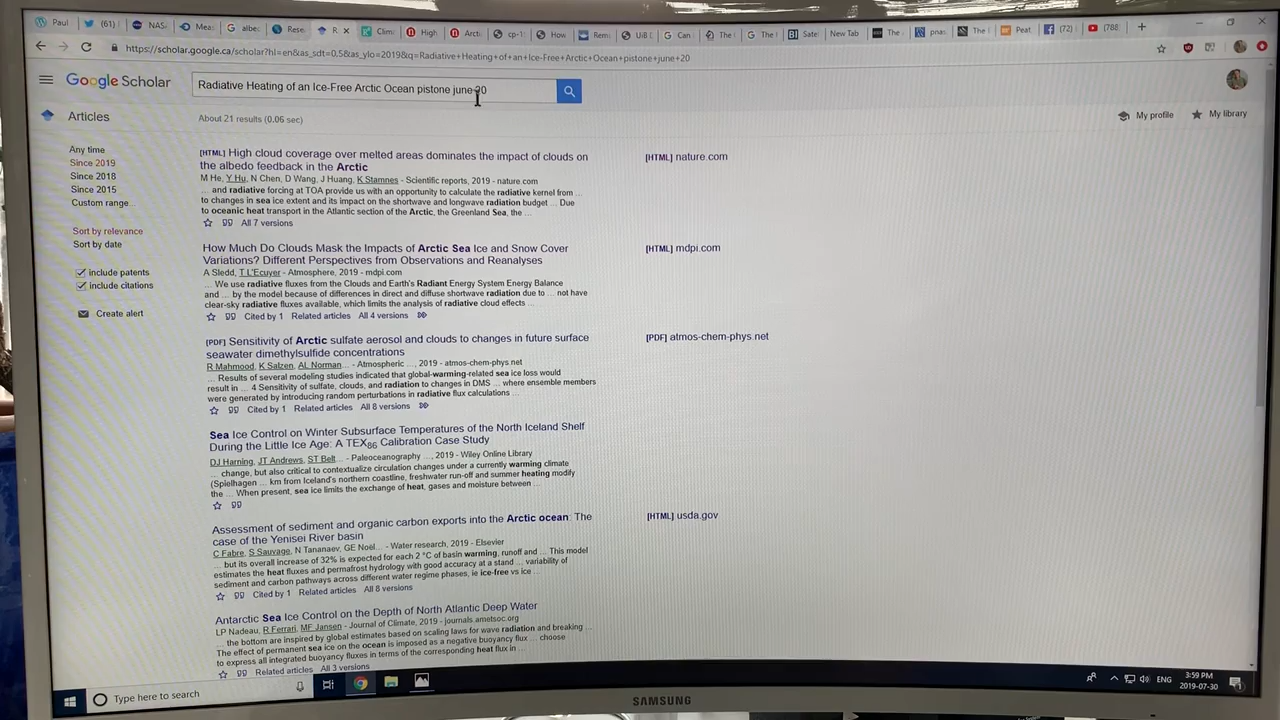 Paul
(61)
NAS
Meas
albe
Rese
R
Clim
High
Arcti
cp-1
How
Rem
UiB
Can
The
The
Sate
New Tab
The
pnas
The
Peat
(72)
(788
https://scholar.google.ca/scholar?hl=en&as_sdt=0,5&as_ylo=2019&q=Radiative+Heating+of+an+Ice-Free+Arctic+Ocean+pistone+june+20
Google Scholar
Radiative Heating of an Ice-Free Arctic Ocean pistone june 20
Articles
About 21 results (0.06 sec)
My profile
My library
Any time
Since 2019
Since 2018
Since 2015
Custom range...
Sort by relevance
Sort by date
include patents
include citations
Create alert
[HTML] High cloud coverage over melted areas dominates the impact of clouds on
the albedo feedback in the Arctic
M He, Y Hu, N Chen, D Wang, J Huang, K Stamnes - Scientific reports, 2019 - nature.com
... and radiative forcing at TOA provide us with an opportunity to calculate the radiative kernel from ...
to changes in sea ice extent and its impact on the shortwave and longwave radiation budget ... Due
to oceanic heat transport in the Atlantic section of the Arctic, the Greenland Sea, the ...
All 7 versions
[HTML] nature.com
How Much Do Clouds Mask the Impacts of Arctic Sea Ice and Snow Cover
Variations? Different Perspectives from Observations and Reanalyses
A Sledd, T L'Ecuyer - Atmosphere, 2019 - mdpi.com
... We use radiative fluxes from the Clouds and Earth's Radiant Energy System Energy Balance
and ... by the model because of differences in direct and diffuse shortwave radiation due to ... not have
clear-sky radiative fluxes available, which limits the analysis of radiative cloud effects ...
Cited by 1 Related articles All 4 versions
[HTML] mdpi.com
[PDF] Sensitivity of Arctic sulfate aerosol and clouds to changes in future surface
seawater dimethylsulfide concentrations
R Mahmood, K Salzen, AL Norman... - Atmospheric ..., 2019 - atmos-chem-phys.net
... Results of several modeling studies indicated that global-warming-related sea ice loss would
result in ... 4 Sensitivity of sulfate, clouds, and radiation to changes in DMS ... where ensemble members
were generated by introducing random perturbations in radiative flux calculations ...
Cited by 1 Related articles All 8 versions
[PDF] atmos-chem-phys.net
Sea Ice Control on Winter Subsurface Temperatures of the North Iceland Shelf
During the Little Ice Age: A TEX86 Calibration Case Study
DJ Harning, JT Andrews, ST Belt... - Paleoceanography ..., 2019 - Wiley Online Library
... change, but also critical to contextualize circulation changes under a currently warming climate
(Spielhagen ... km from Iceland's northern coastline, freshwater run-off and summer heating modify
the ... When present, sea ice limits the exchange of heat, gases and moisture between ...
Assessment of sediment and organic carbon exports into the Arctic ocean: The
case of the Yenisei River basin
C Fabre, S Sauvage, N Tananaev, GE Noël... - Water research, 2019 - Elsevier
... but its overall increase of 32% is expected for each 2 °C of basin warming, runoff and ... This model
estimates the heat fluxes and permafrost hydrology with good accuracy at a stand ... variability of
sediment and carbon pathways across different water regime phases, ie ice-free vs ice ...
Cited by 1 Related articles All 8 versions
[HTML] usda.gov
Antarctic Sea Ice Control on the Depth of North Atlantic Deep Water
LP Nadeau, R Ferrari, MF Jansen - Journal of Climate, 2019 - journals.ametsoc.org
... the bottom are inspired by global estimates based on scaling laws for wave radiation and breaking ...
The effect of permanent sea ice on the ocean is imposed as a negative buoyancy flux ... choose
to express all integrated buoyancy fluxes in terms of the corresponding heat flux in ...
Related articles All 3 versions
Type here to search
ENG
3:59 PM
2019-07-30
SAMSUNG